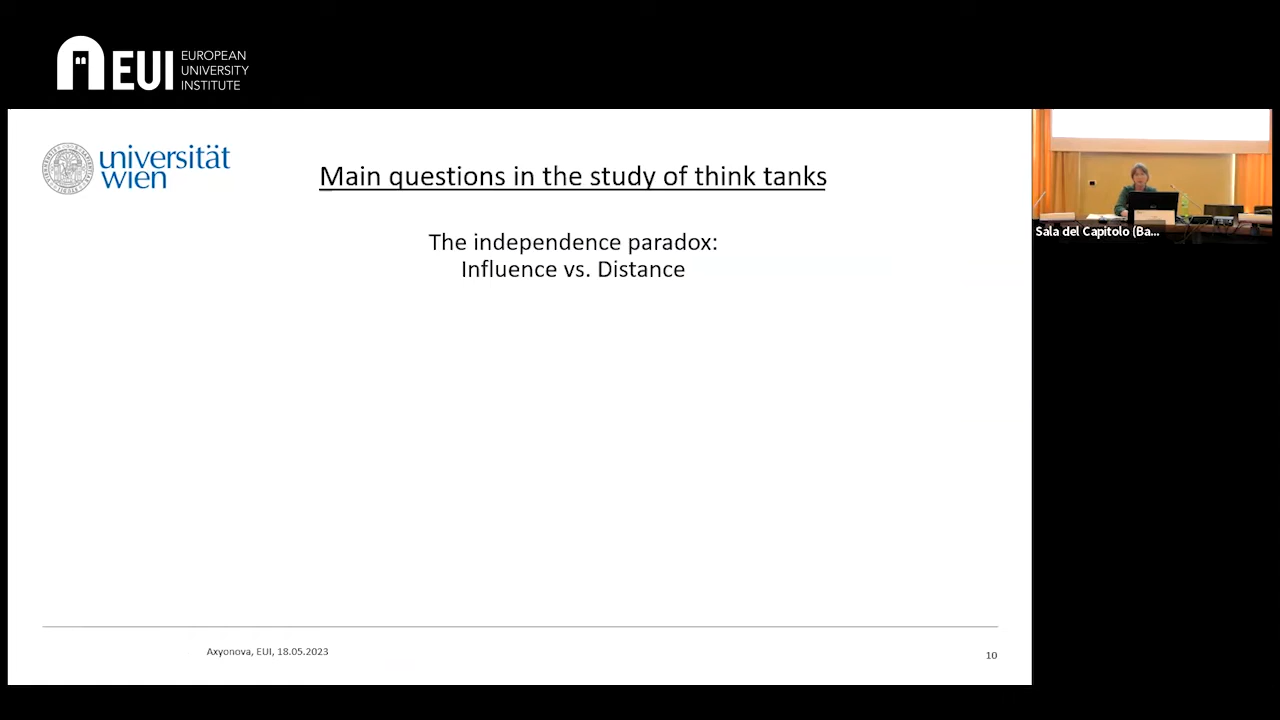 EUI
EUROPEAN
UNIVERSITY
INSTITUTE
universität
wien
Main questions in the study of think tanks
The independence paradox:
Influence vs. Distance
Sala del Capitolo (Ba...
Axyonova, EUI, 18.05.2023
10